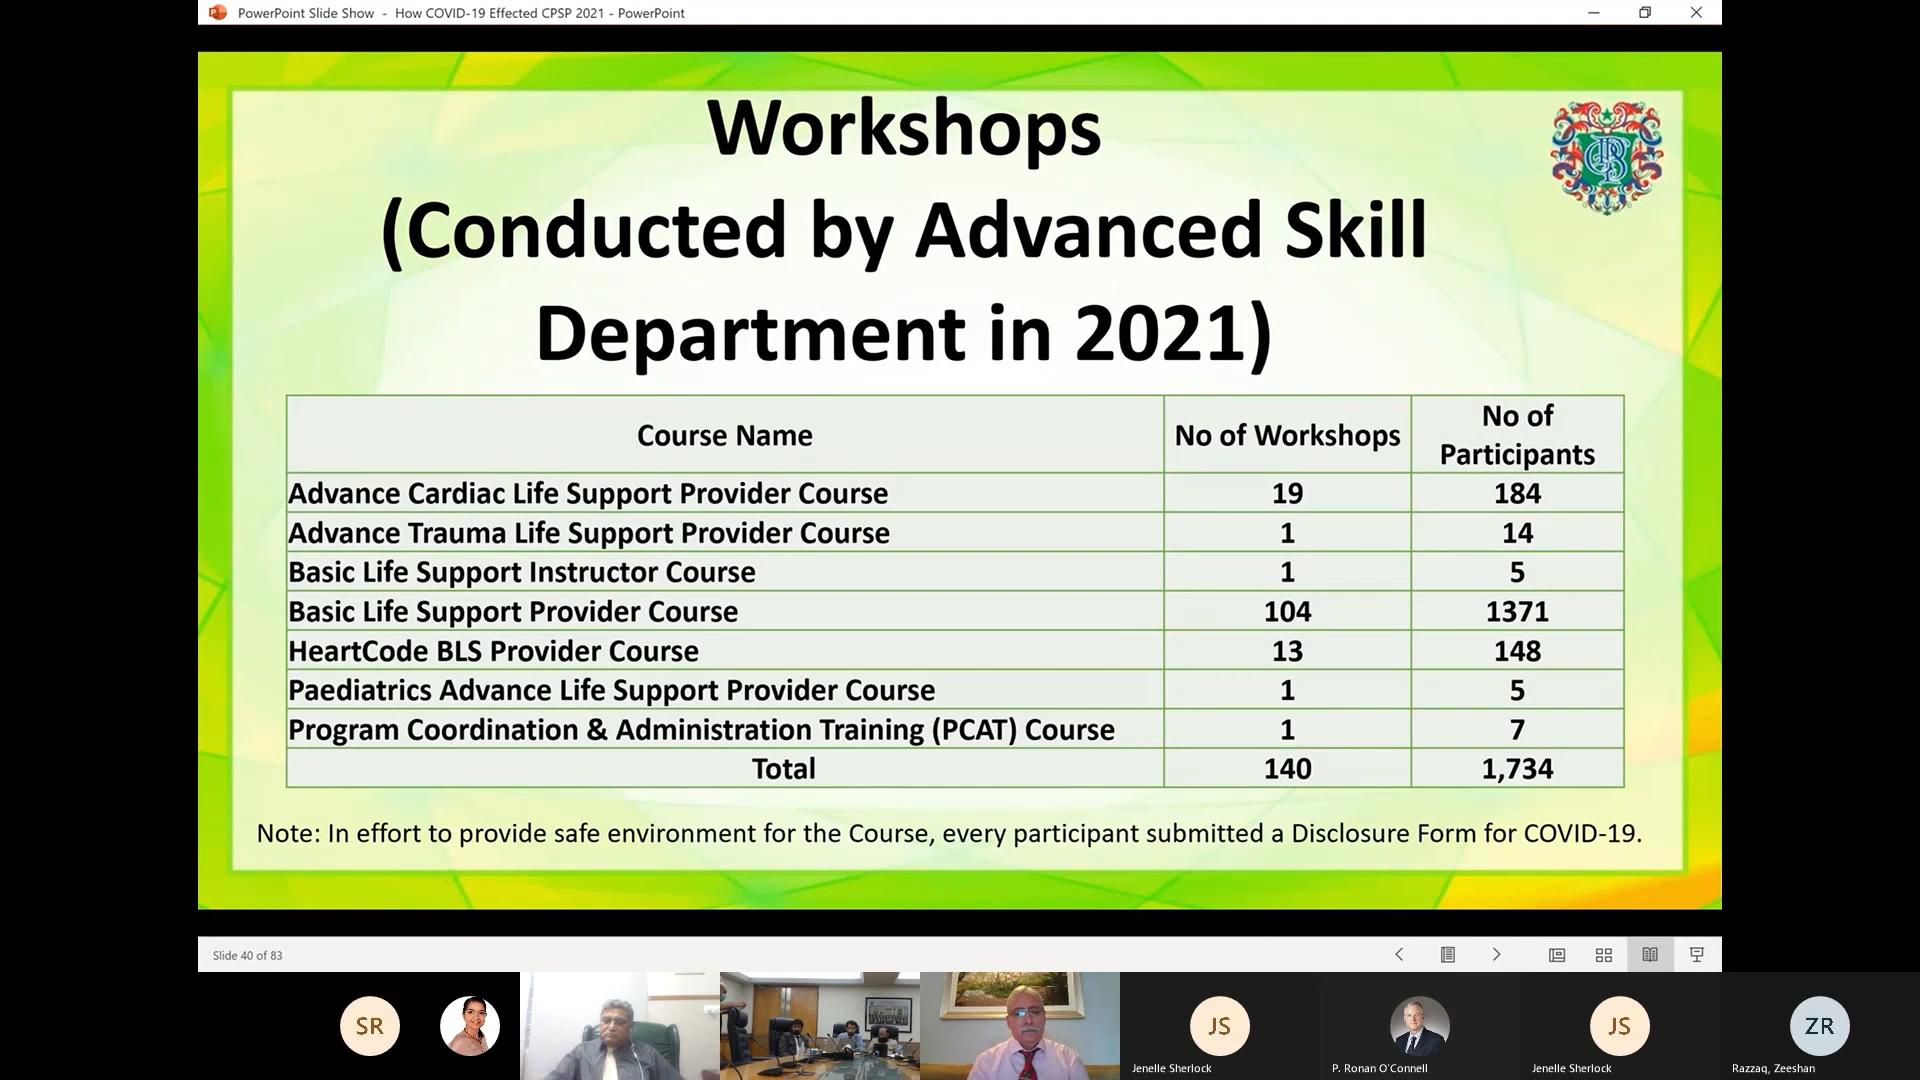 PowerPoint Slide Show - How COVID-19 Effected CPSP 2021 - PowerPoint
Workshops
(Conducted by Advanced Skill
Department in 2021)
Course Name No of Workshops No of Participants
Advance Cardiac Life Support Provider Course 19 184
Advance Trauma Life Support Provider Course 1 14
Basic Life Support Instructor Course 1 5
Basic Life Support Provider Course 104 1371
HeartCode BLS Provider Course 13 148
Paediatrics Advance Life Support Provider Course 1 5
Program Coordination & Administration Training (PCAT) Course 1 7
Total 140 1,734
Note: In effort to provide safe environment for the Course, every participant submitted a Disclosure Form for COVID-19.
Slide 40 of 83
SR
JS
JS
ZR
Jenelle Sherlock
P. Ronan O'Connell
Jenelle Sherlock
Razzaq, Zeeshan